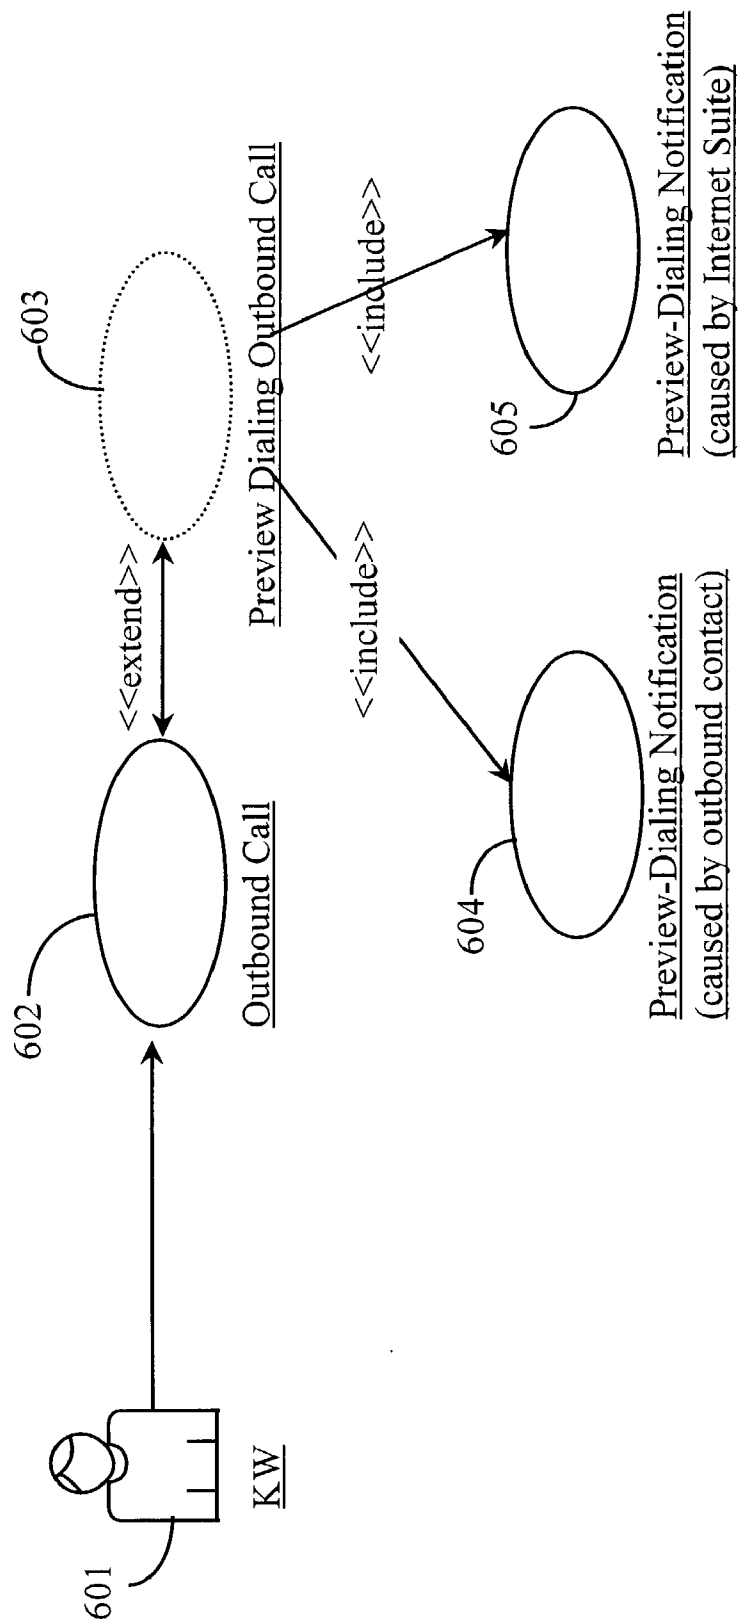 601
KW
602
Outbound Call
<<extend>>
603
Preview Dialing Outbound Call
<<include>>
<<include>>
604
Preview-Dialing Notification
(caused by outbound contact)
605
Preview-Dialing Notification
(caused by Internet Suite)